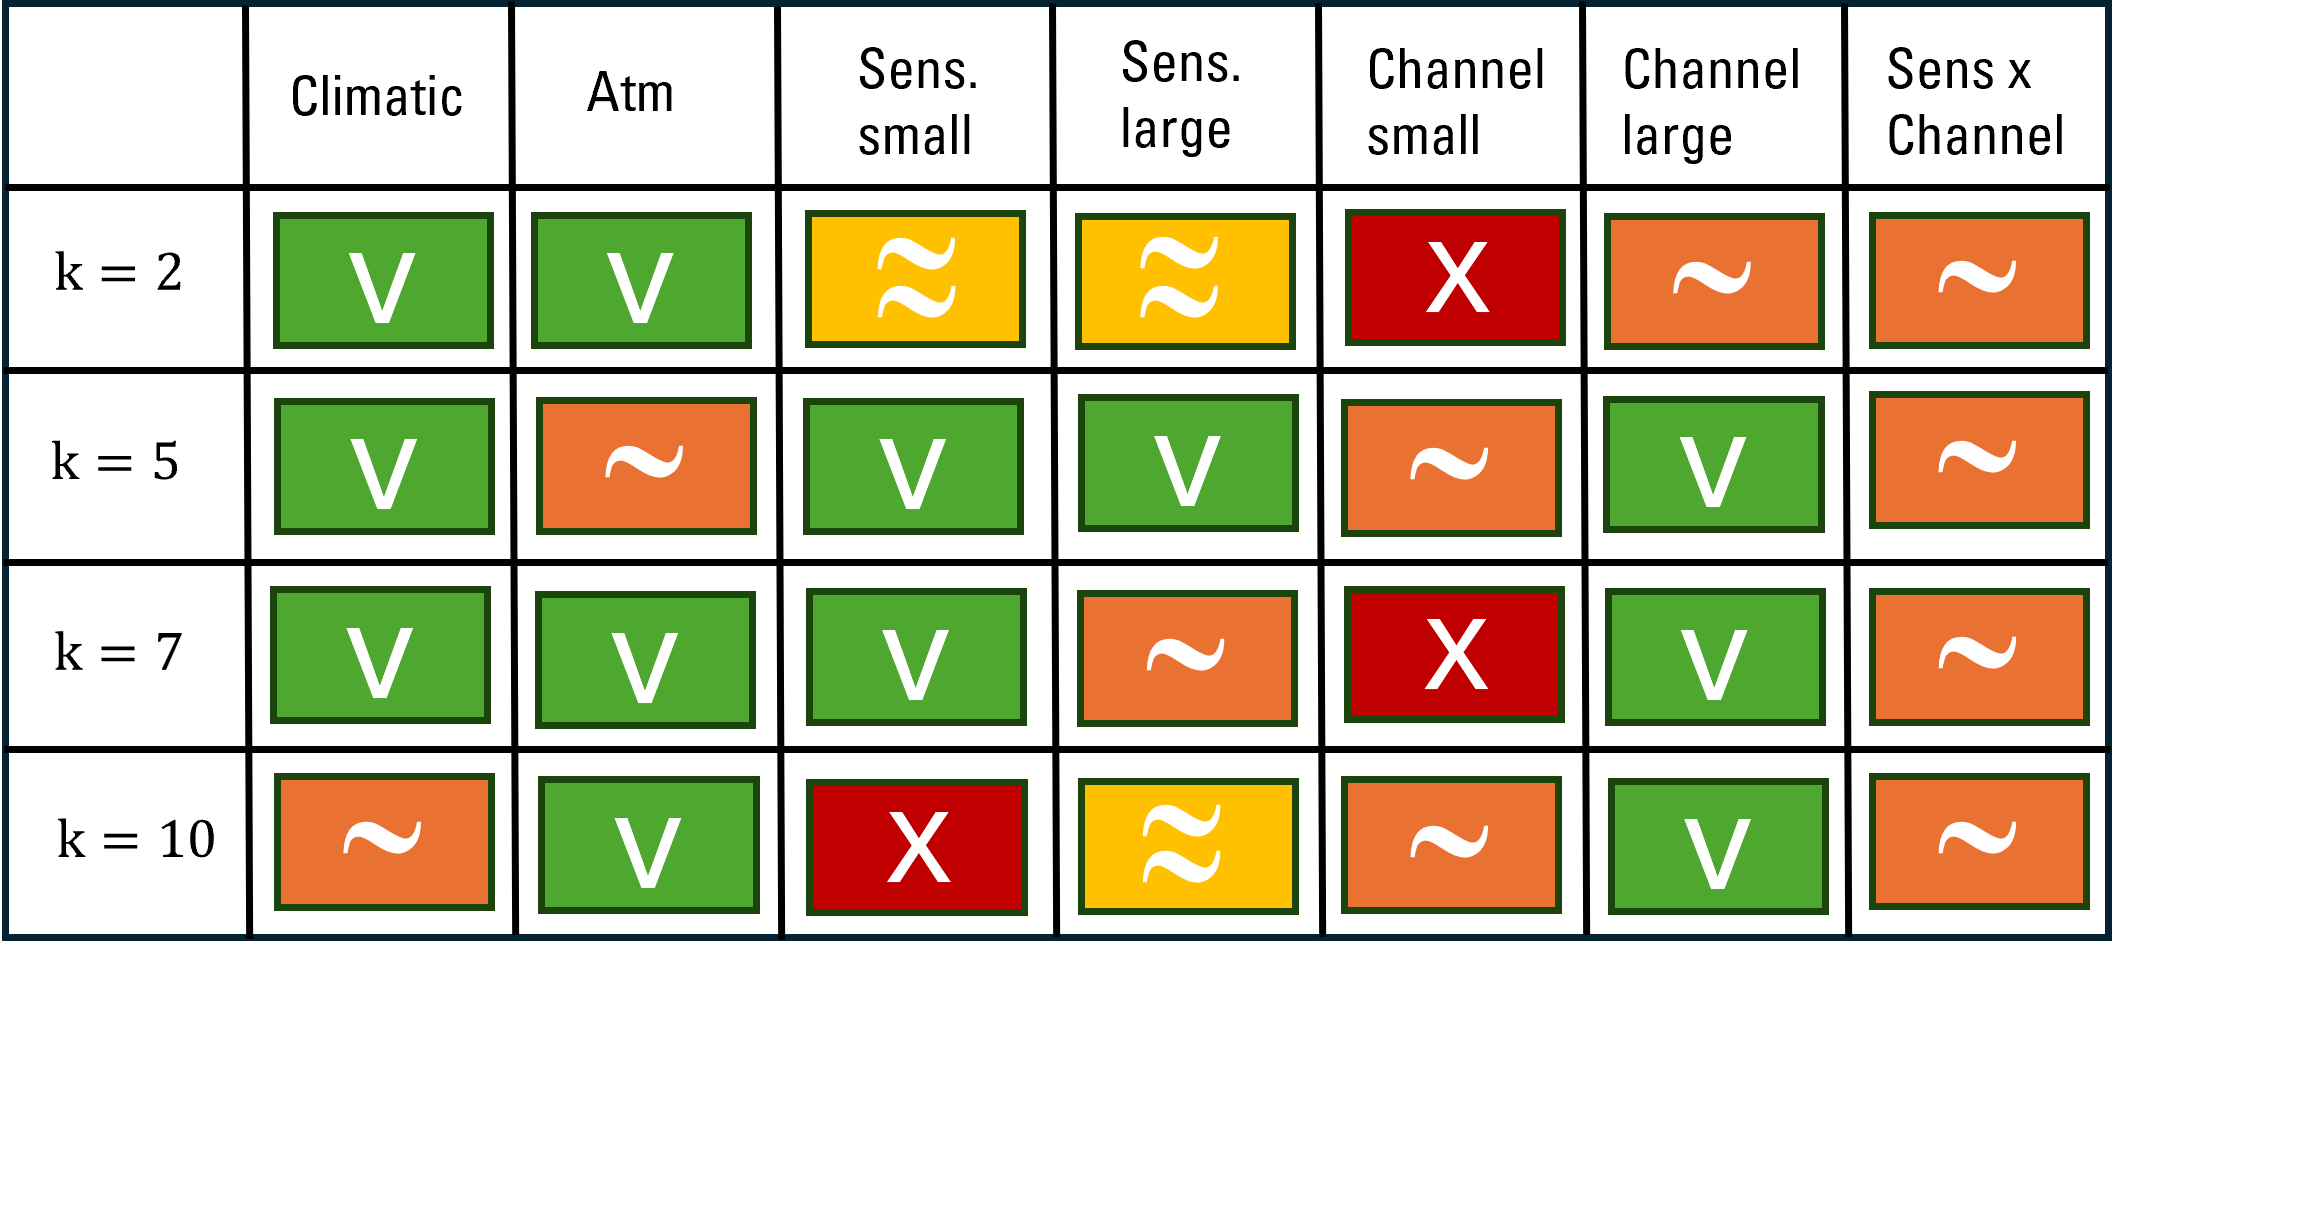 Climatic Atm Sens. small Sens. large Channel small Channel large Sens x Channel
k = 2 V V ≈ ≈ X ~ ~
k = 5 V ~ V V ~ V ~
k = 7 V V V ~ X V ~
k = 10 ~ V X ≈ ~ V ~